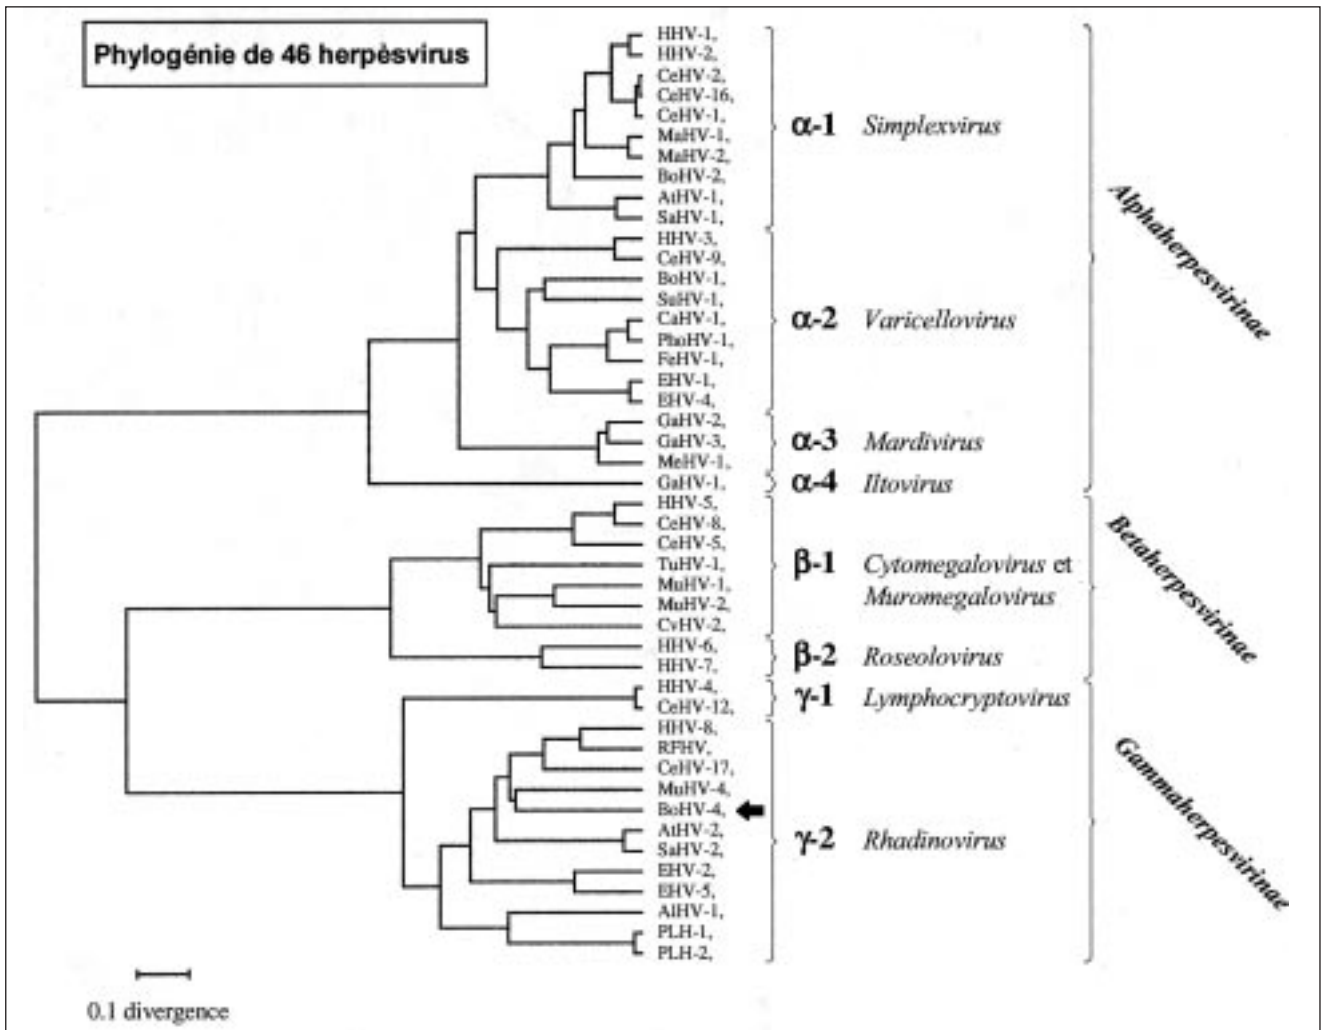 Phylogénie de 46 herpèsvirus
HHV-1,
HHV-2,
CeHV-2,
CeHV-16,
CeHV-1,
MaHV-1,
MaHV-2,
BoHV-2,
AtHV-1,
SaHV-1,
α-1 Simplexvirus
HHV-3,
CeHV-9,
BoHV-1,
SuHV-1,
CaHV-1,
PhoHV-1,
FeHV-1,
EHV-1,
EHV-4,
α-2 Varicellovirus
GaHV-2,
GaHV-3,
MeHV-1,
α-3 Mardivirus
GaHV-1,
α-4 Iltovirus
Alphaherpesvirinae
HHV-5,
CeHV-8,
CeHV-5,
TuHV-1,
MuHV-1,
MuHV-2,
CvHV-2,
β-1 Cytomegalovirus et
Muromegalovirus
HHV-6,
HHV-7,
β-2 Roseolovirus
Betaherpesvirinae
HHV-4,
CeHV-12,
γ-1 Lymphocryptovirus
HHV-8,
RFHV,
CeHV-17,
MuHV-4,
BoHV-4,
AtHV-2,
SaHV-2,
EHV-2,
EHV-5,
AlHV-1,
PLH-1,
PLH-2,
γ-2 Rhadinovirus
Gammaherpesvirinae
0.1 divergence